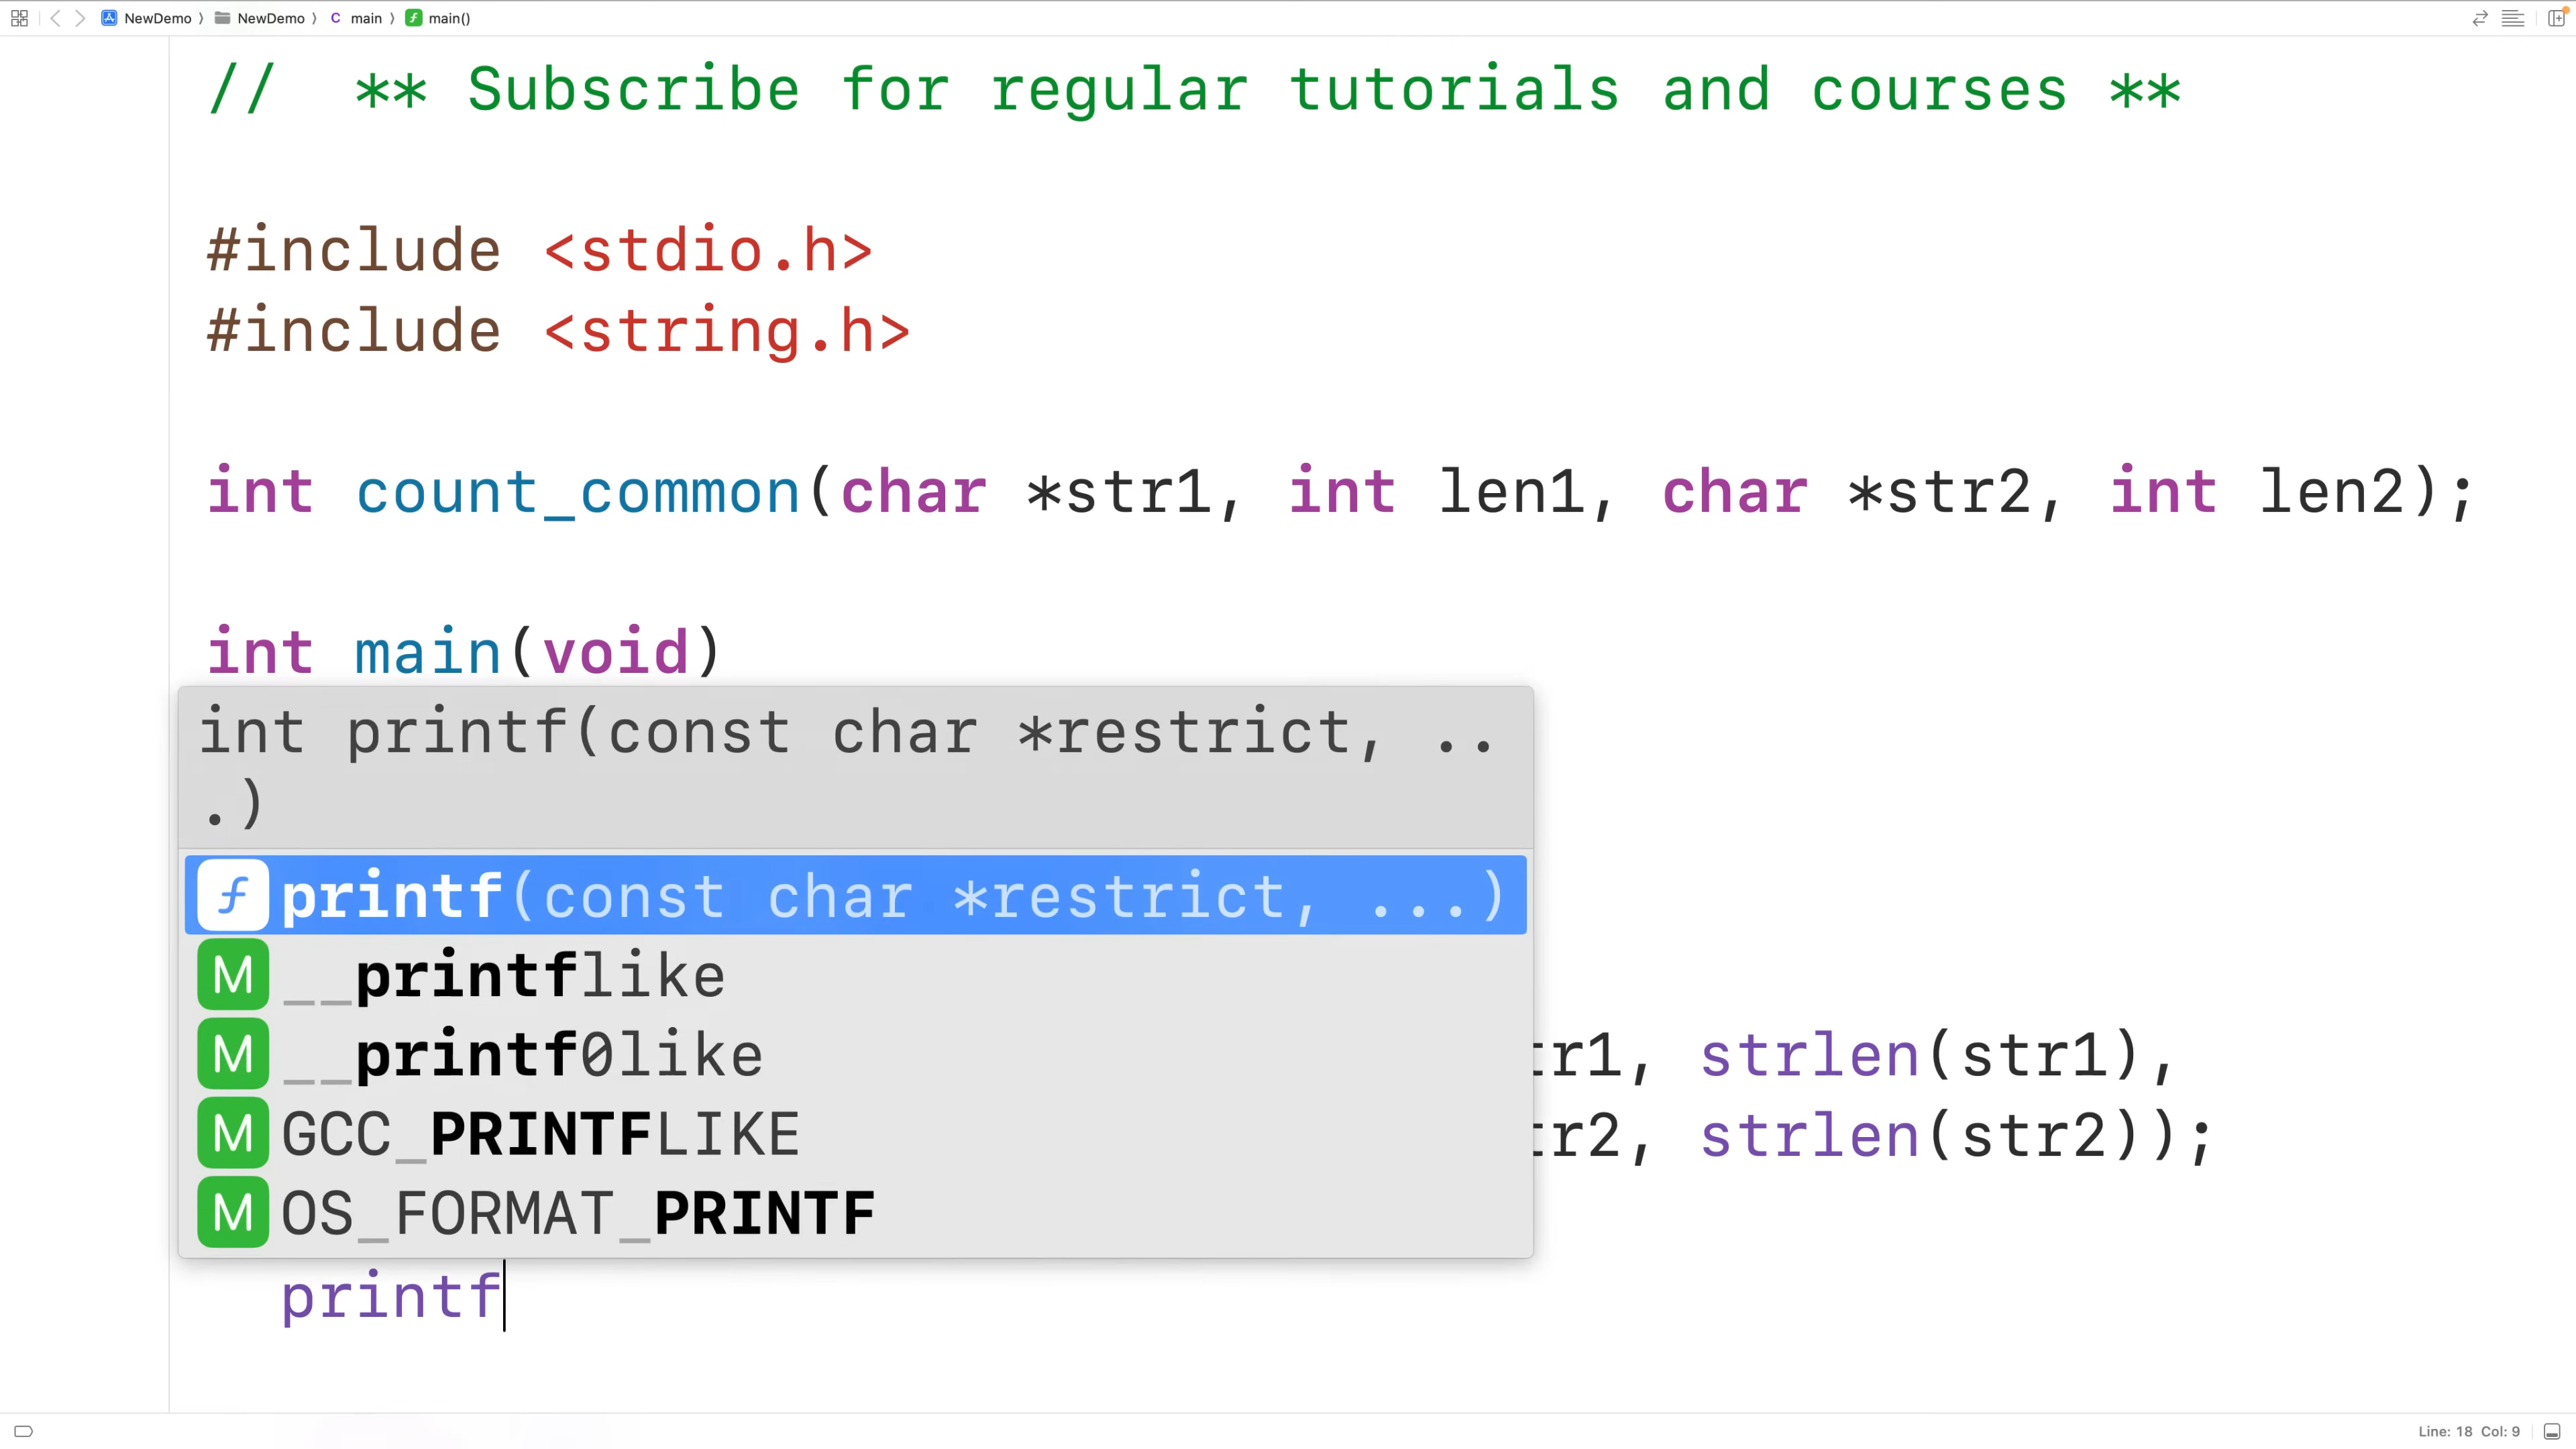 NewDemo 〉 NewDemo 〉 C main 〉 f main()
// ** Subscribe for regular tutorials and courses **
#include <stdio.h>
#include <string.h>
int count_common(char *str1, int len1, char *str2, int len2);
int main(void)
int printf(const char *restrict, ..
.)
f printf(const char *restrict, ...)
M __printflike
M __printf0like
M GCC_PRINTFLIKE
M OS_FORMAT_PRINTF
tr1, strlen(str1),
tr2, strlen(str2));
printf
Line: 18 Col: 9